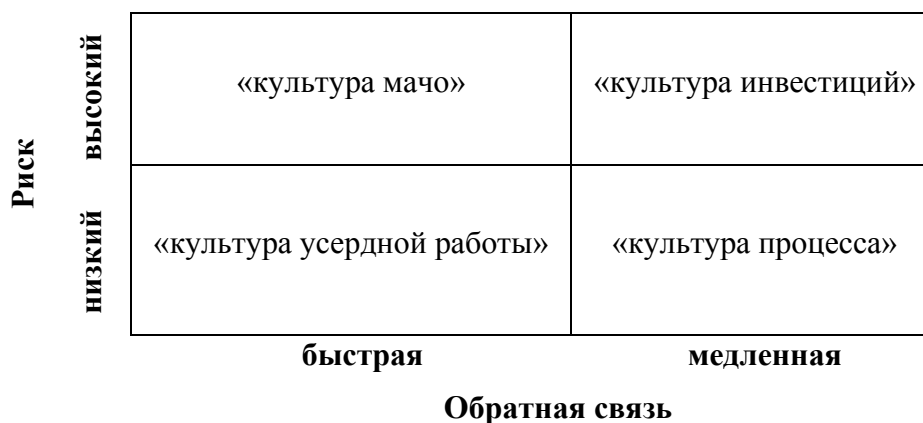 Риск
высокий
«культура мачо»
«культура инвестиций»
низкий
«культура усердной работы»
«культура процесса»
быстрая
медленная
Обратная связь